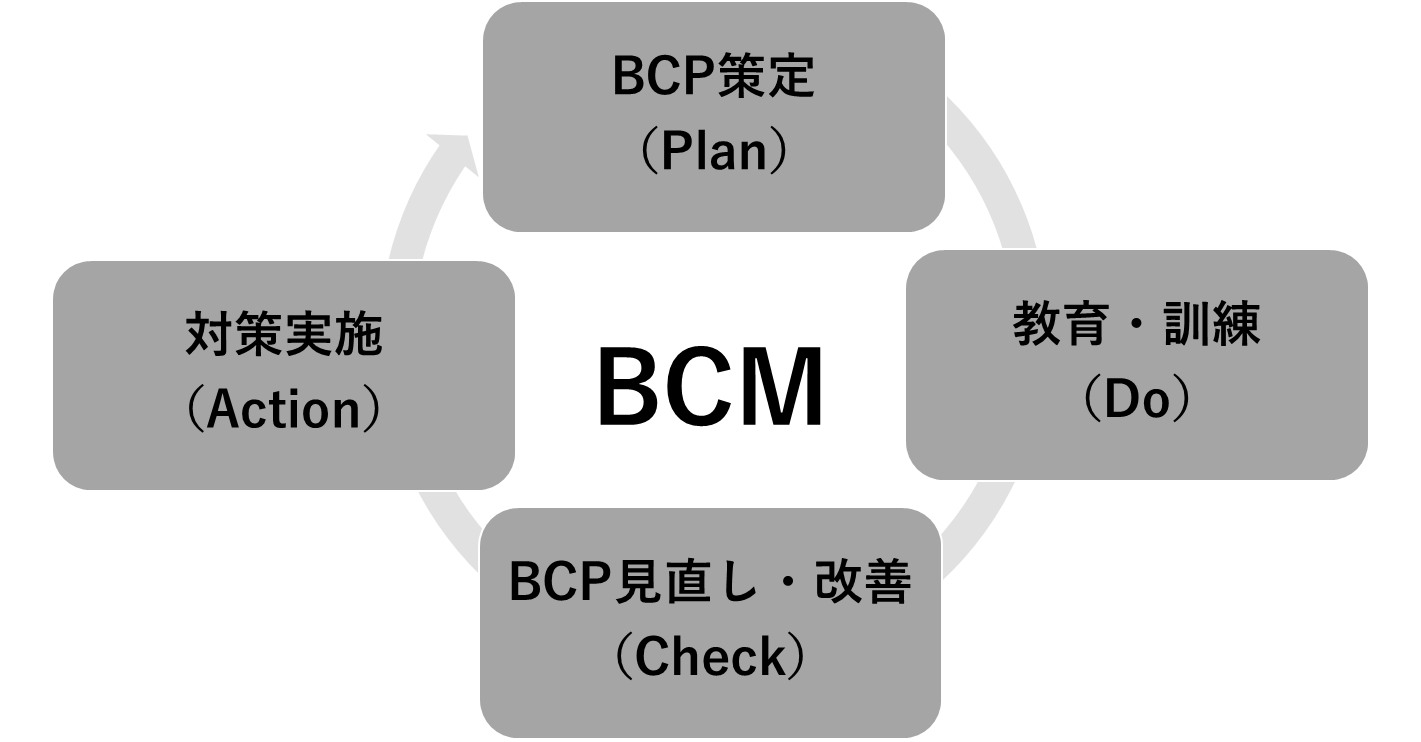 BCP策定
（Plan）
教育・訓練
（Do）
BCP見直し・改善
（Check）
対策実施
（Action）
BCM